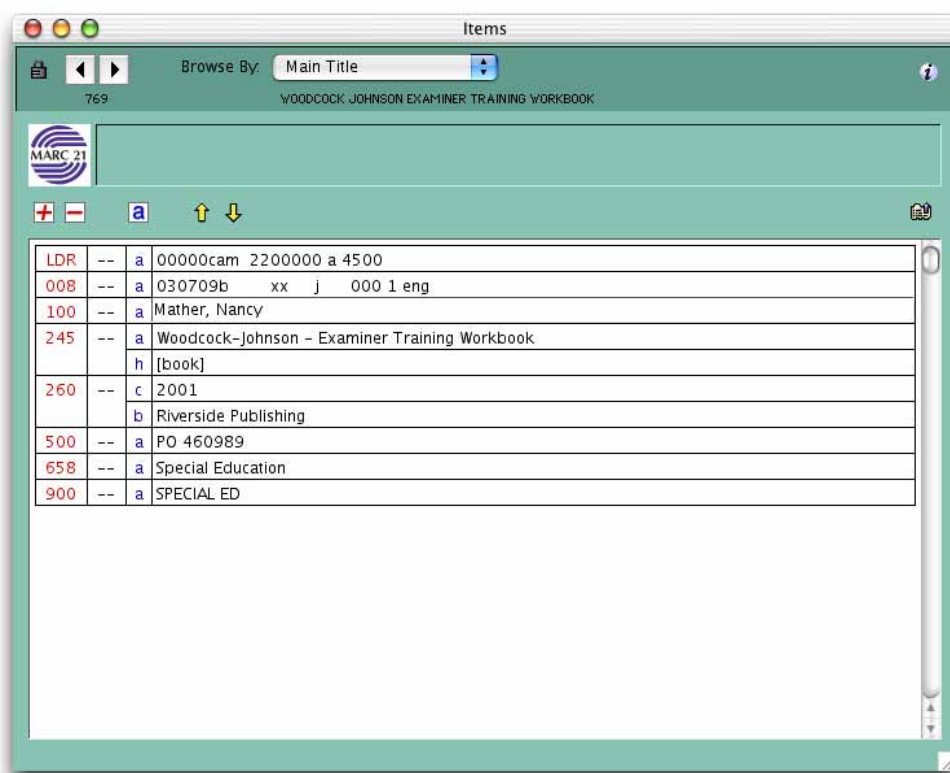 Items
Browse By: Main Title
769 WOODCOCK JOHNSON EXAMINER TRAINING WORKBOOK
MARC 21
a
LDR -- a 00000cam 2200000 a 4500
008 -- a 030709b xx j 000 1 eng
100 -- a Mather, Nancy
245 -- a Woodcock-Johnson - Examiner Training Workbook
h [book]
260 -- c 2001
b Riverside Publishing
500 -- a PO 460989
658 -- a Special Education
900 -- a SPECIAL ED